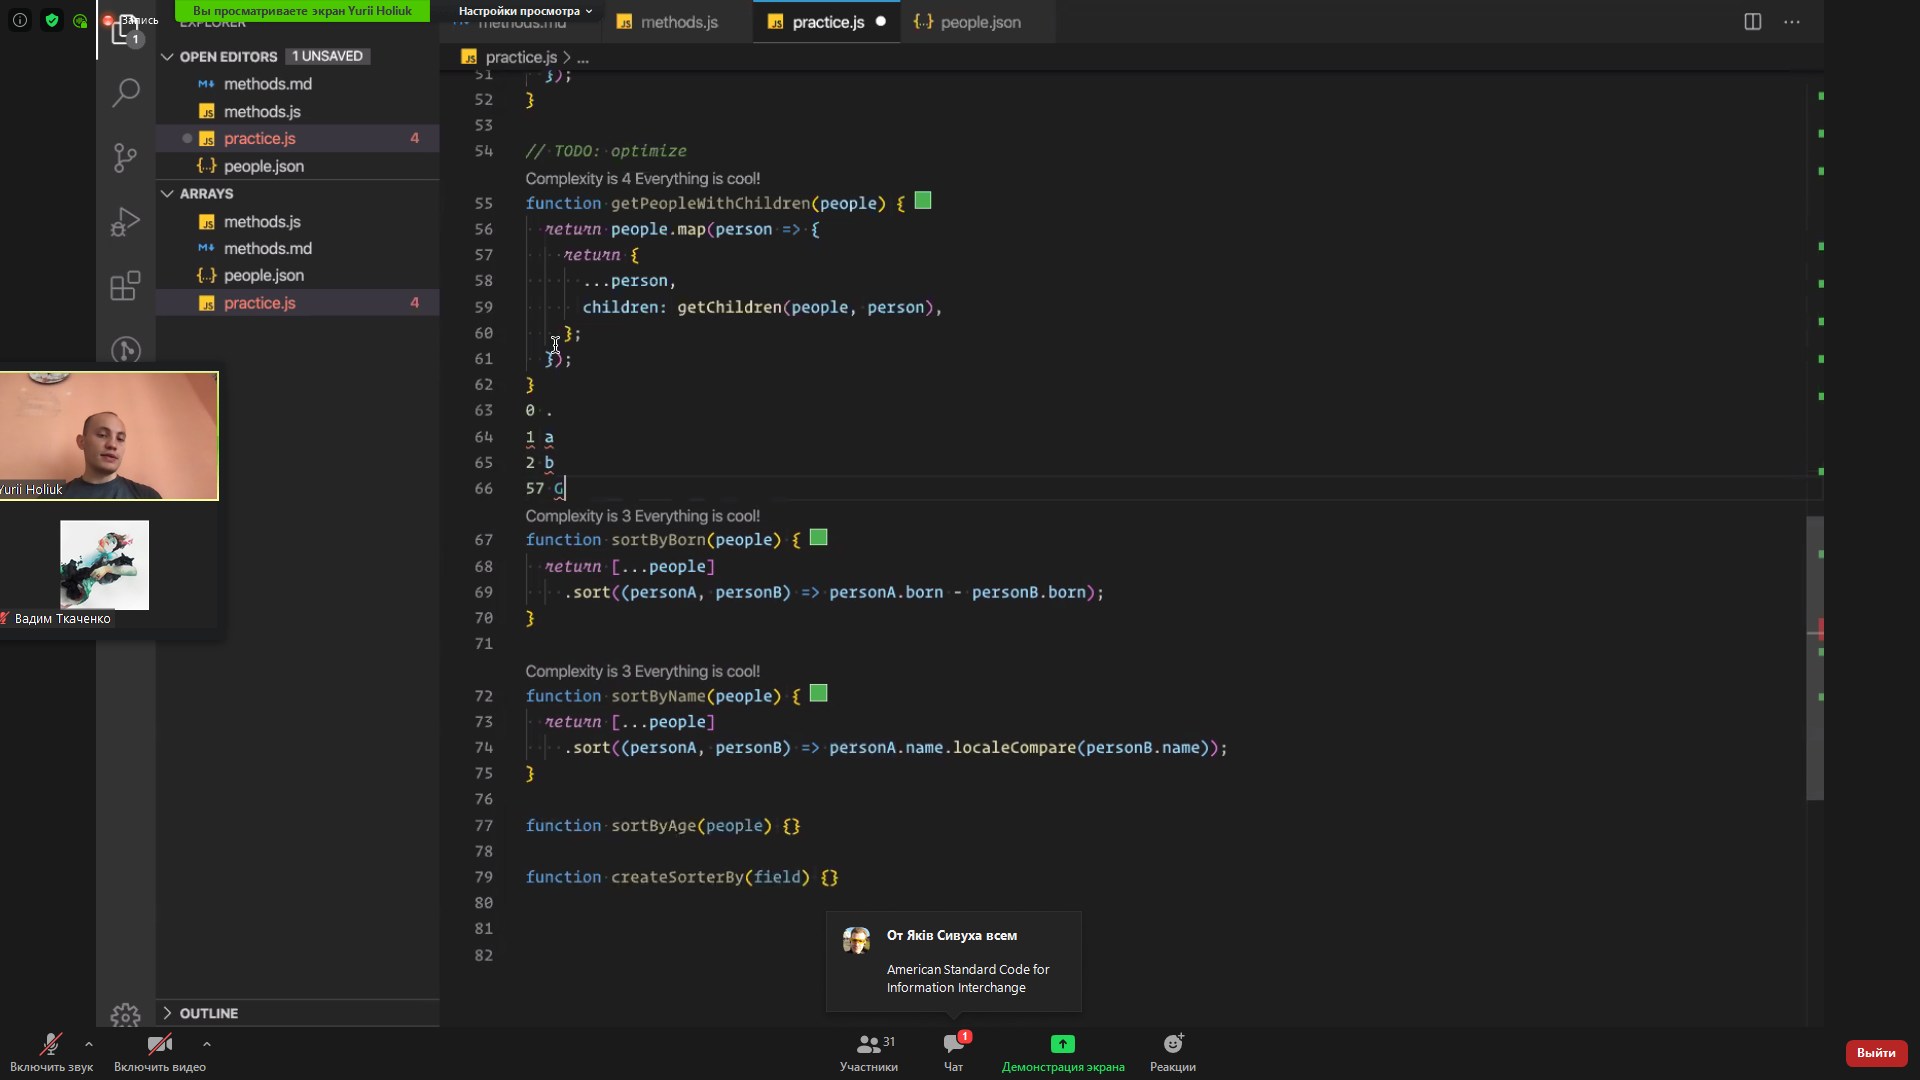 Запись
Вы просматриваете экран Yurii Holiuk
Настройки просмотра
EXPLORER
1
OPEN EDITORS 1 UNSAVED
methods.md
methods.js
practice.js 4
people.json
ARRAYS
methods.js
methods.md
people.json
practice.js 4
OUTLINE
Yurii Holiuk
Вадим Ткаченко
methods.md
methods.js
practice.js
people.json
practice.js > ...
51 });
52 }
53
54 // TODO: optimize
Complexity is 4 Everything is cool!
55 function getPeopleWithChildren(people) {
56 return people.map(person => {
57 return {
58 ...person,
59 children: getChildren(people, person),
60 };
61 });
62 }
63 0 .
64 1 a
65 2 b
66 57 G
Complexity is 3 Everything is cool!
67 function sortByBorn(people) {
68 return [...people]
69 .sort((personA, personB) => personA.born - personB.born);
70 }
71
Complexity is 3 Everything is cool!
72 function sortByName(people) {
73 return [...people]
74 .sort((personA, personB) => personA.name.localeCompare(personB.name));
75 }
76
77 function sortByAge(people) {}
78
79 function createSorterBy(field) {}
80
81
82
От Яків Сивуха всем
American Standard Code for
Information Interchange
Включить звук
Включить видео
31
Участники
1
Чат
Демонстрация экрана
Реакции
Выйти